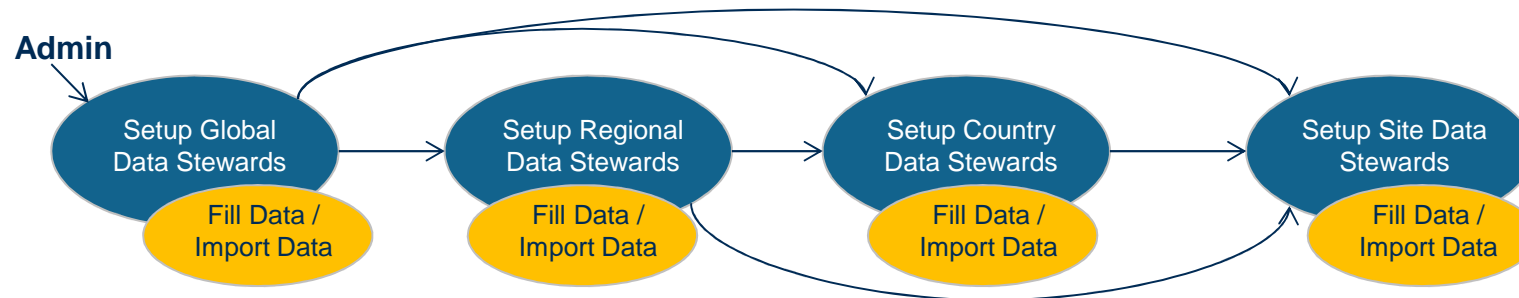 Admin
Setup Global
Data Stewards
Fill Data /
Import Data
Setup Regional
Data Stewards
Fill Data /
Import Data
Setup Country
Data Stewards
Fill Data /
Import Data
Setup Site Data
Stewards
Fill Data /
Import Data